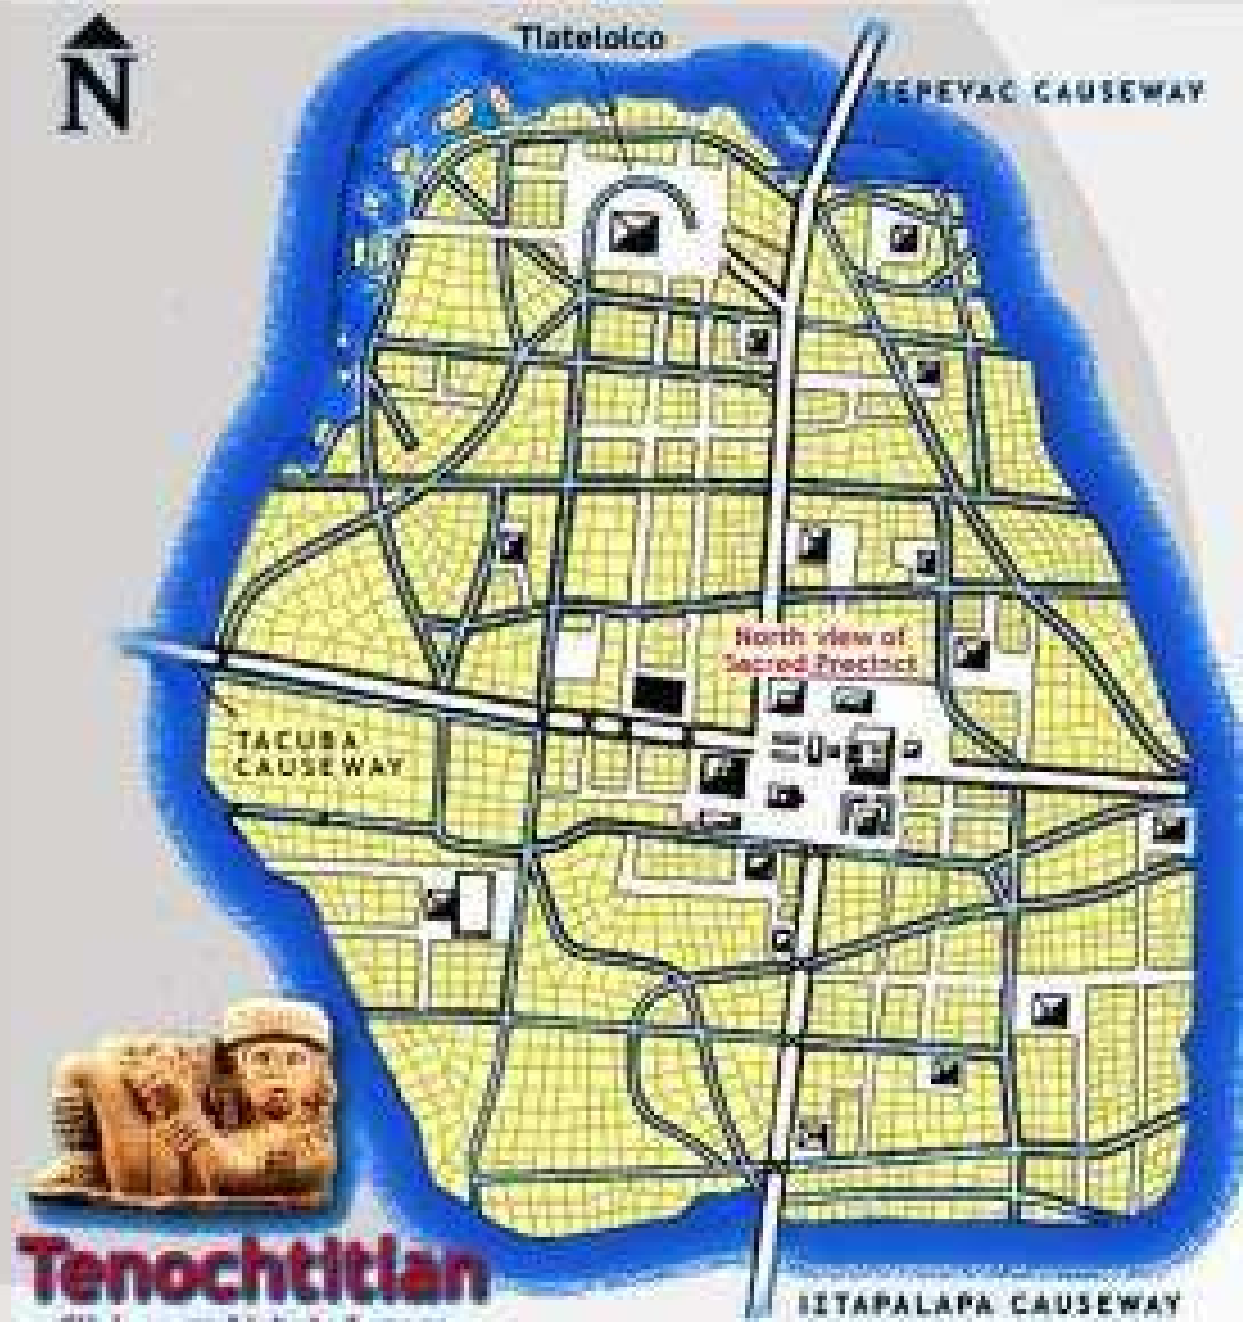 N
Tlatelolco
TEPEYAC CAUSEWAY
North view of
Sacred Precinct
TACUBA
CAUSEWAY
Tenochtitlan
IZTAPALAPA CAUSEWAY